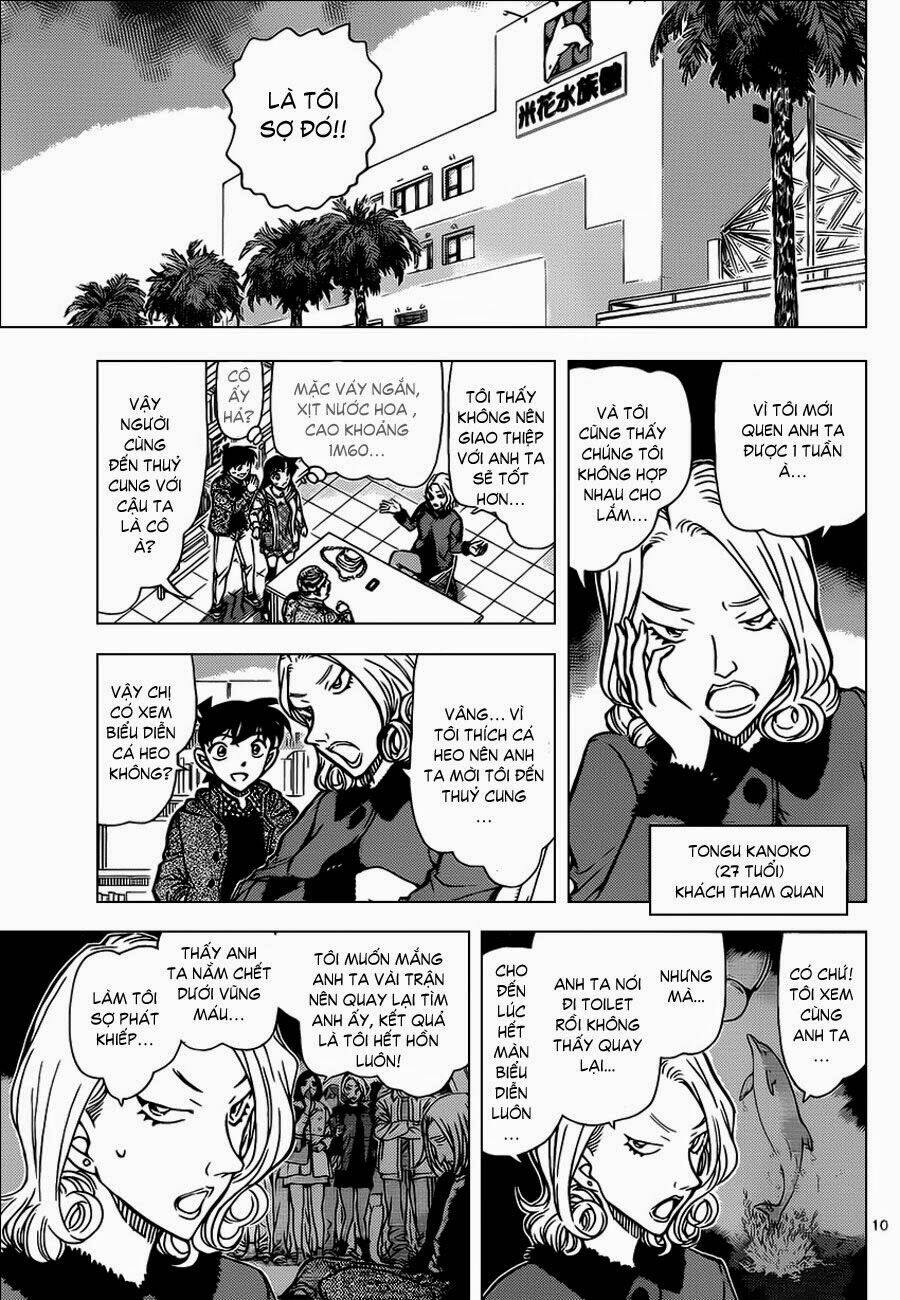 LÀ TÔI
SỢ ĐÓ!!
米花水族館
VÌ TÔI MỚI
QUEN ANH TA
ĐƯỢC 1 TUẦN
À...
VÀ TÔI
CŨNG THẤY
CHÚNG TÔI
KHÔNG HỢP
NHAU CHO
LẮM...
TONGU KANOKO
(27 TUỔI)
KHÁCH THAM QUAN
TÔI THẤY
KHÔNG NÊN
GIAO THIỆP
VỚI ANH TA
SẼ TỐT
HƠN...
MẶC VÁY NGẮN,
XỊT NƯỚC HOA ,
CAO KHOẢNG
1M60...
CÔ
ẤY
HẢ?
VẬY
NGƯỜI
CÙNG
ĐẾN THUỶ
CUNG VỚI
CẬU TA
LÀ CÔ
À?
VÂNG... VÌ
TÔI THÍCH CÁ
HEO NÊN ANH
TA MỜI TÔI ĐẾN
THUỶ CUNG
...
VẬY CHỊ
CÓ XEM
BIỂU DIỄN
CÁ HEO
KHÔNG?
CÓ CHỨ!
TÔI XEM
CÙNG
ANH TA
...
NHƯNG
MÀ...
ANH TA NÓI
ĐI TOILET
RỒI KHÔNG
THẤY QUAY
LẠI...
CHO
ĐẾN
LÚC HẾT
MÀN
BIỂU
DIỄN
LUÔN
...
TÔI MUỐN MẮNG
ANH TA VÀI TRẬN
NÊN QUAY LẠI TÌM
ANH ẤY, KẾT QUẢ
LÀ TÔI HẾT HỒN
LUÔN!
THẤY ANH
TA NẰM CHẾT
DƯỚI VŨNG
MÁU...
LÀM TÔI
SỢ PHÁT
KHIẾP...
10